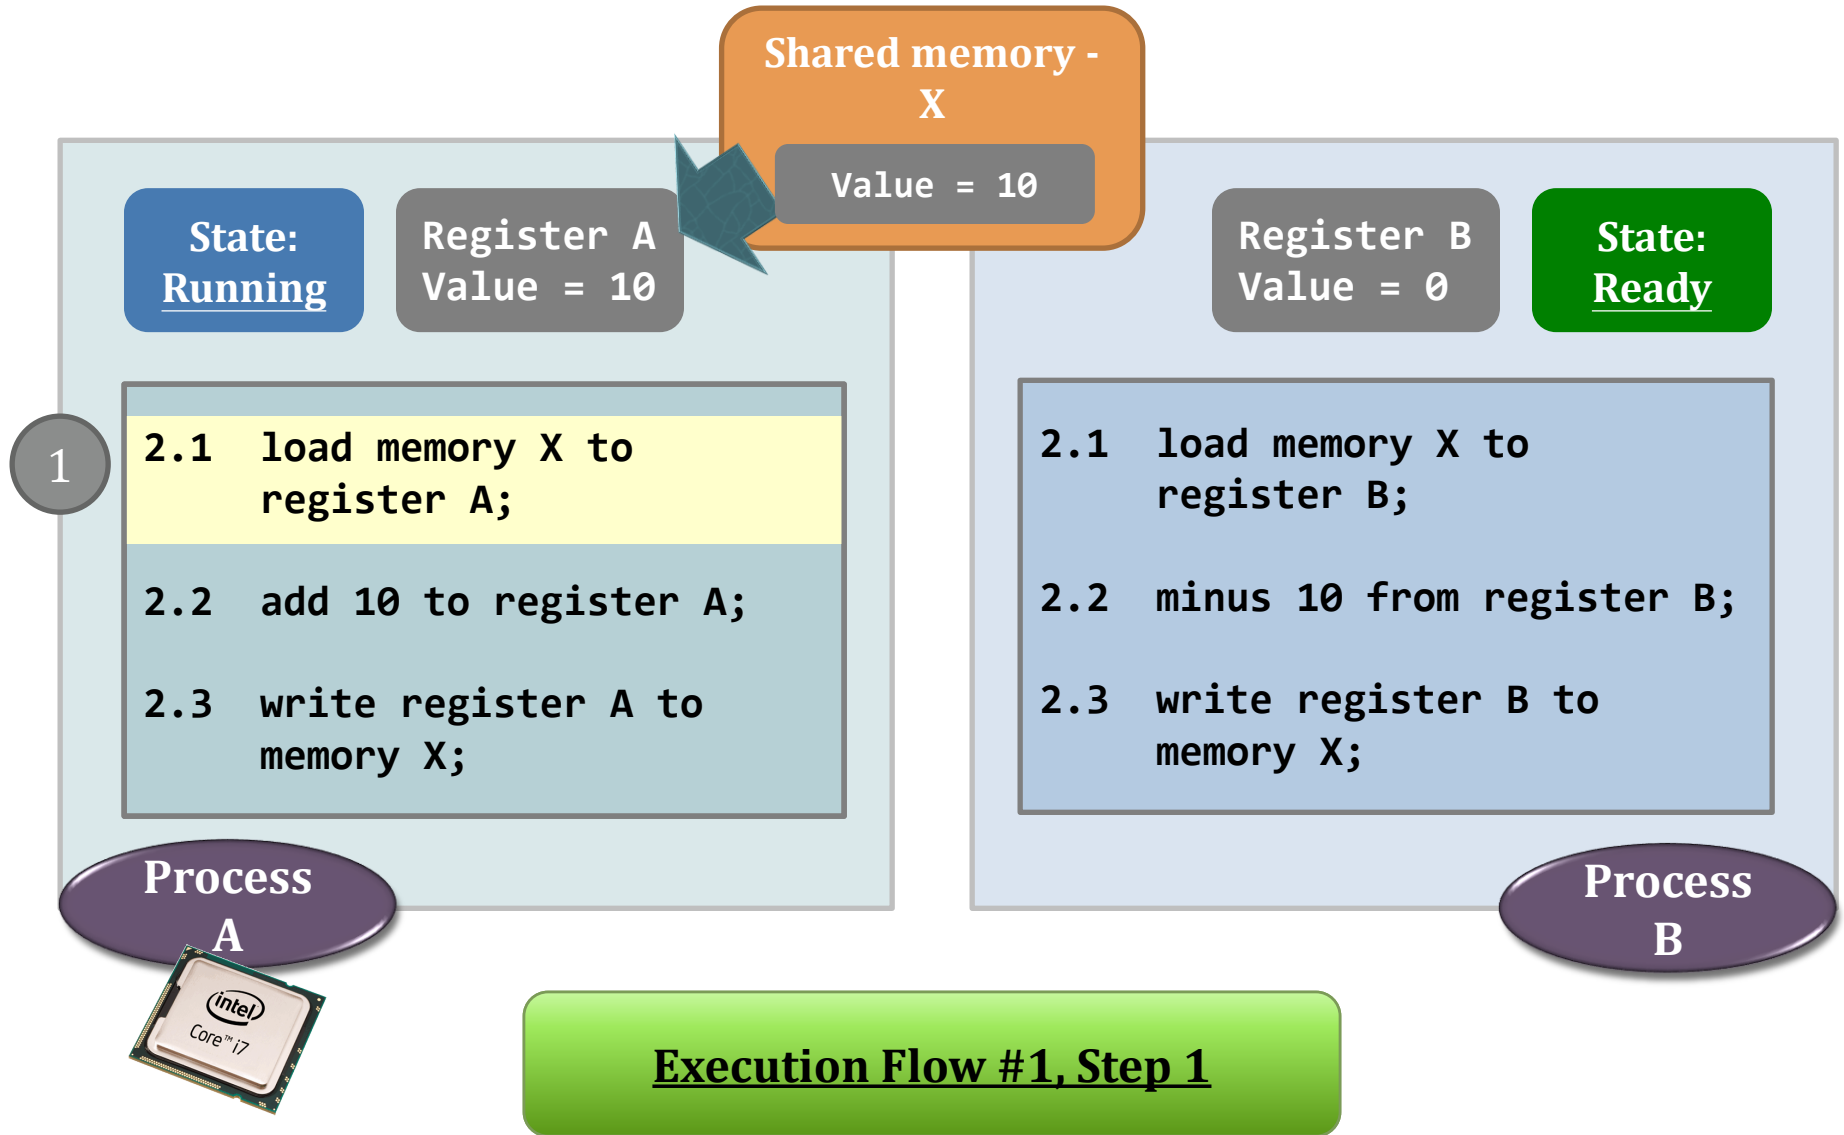 Shared memory -
X
Value = 10
State:
Running
Register A
Value = 10
Register B
Value = 0
State:
Ready
1
2.1 load memory X to
register A;
2.2 add 10 to register A;
2.3 write register A to
memory X;
2.1 load memory X to
register B;
2.2 minus 10 from register B;
2.3 write register B to
memory X;
Process
A
Process
B
intel
Core™ i7
Execution Flow #1, Step 1